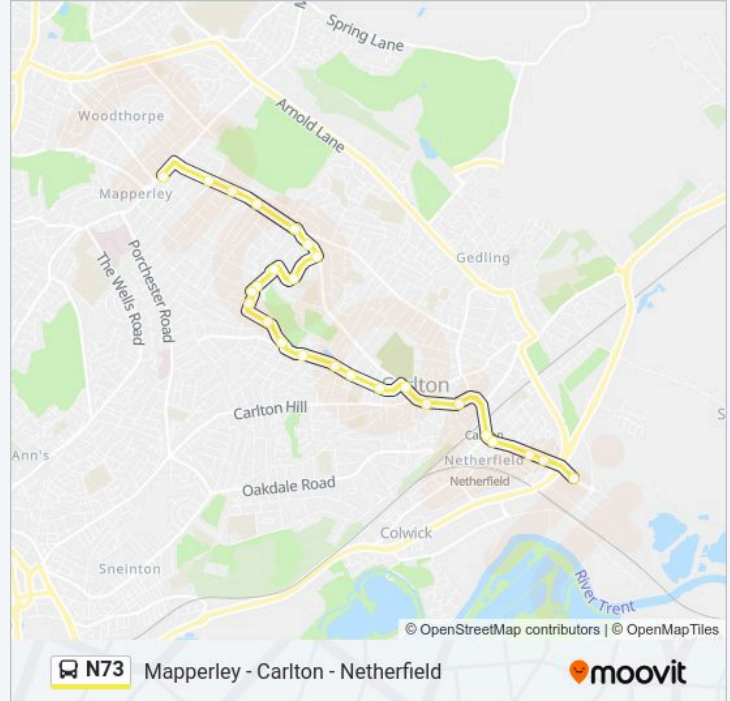 Spring Lane
Woodthorpe
Arnold Lane
Mapperley
Gedling
Porchester Road
The Wells Road
Carlton
Carlton Hill
Ann's
Netherfield
Netherfield
Oakdale Road
Colwick
Sneinton
River Trent
© OpenStreetMap contributors | © OpenMapTiles
N73 Mapperley - Carlton - Netherfield
moovit